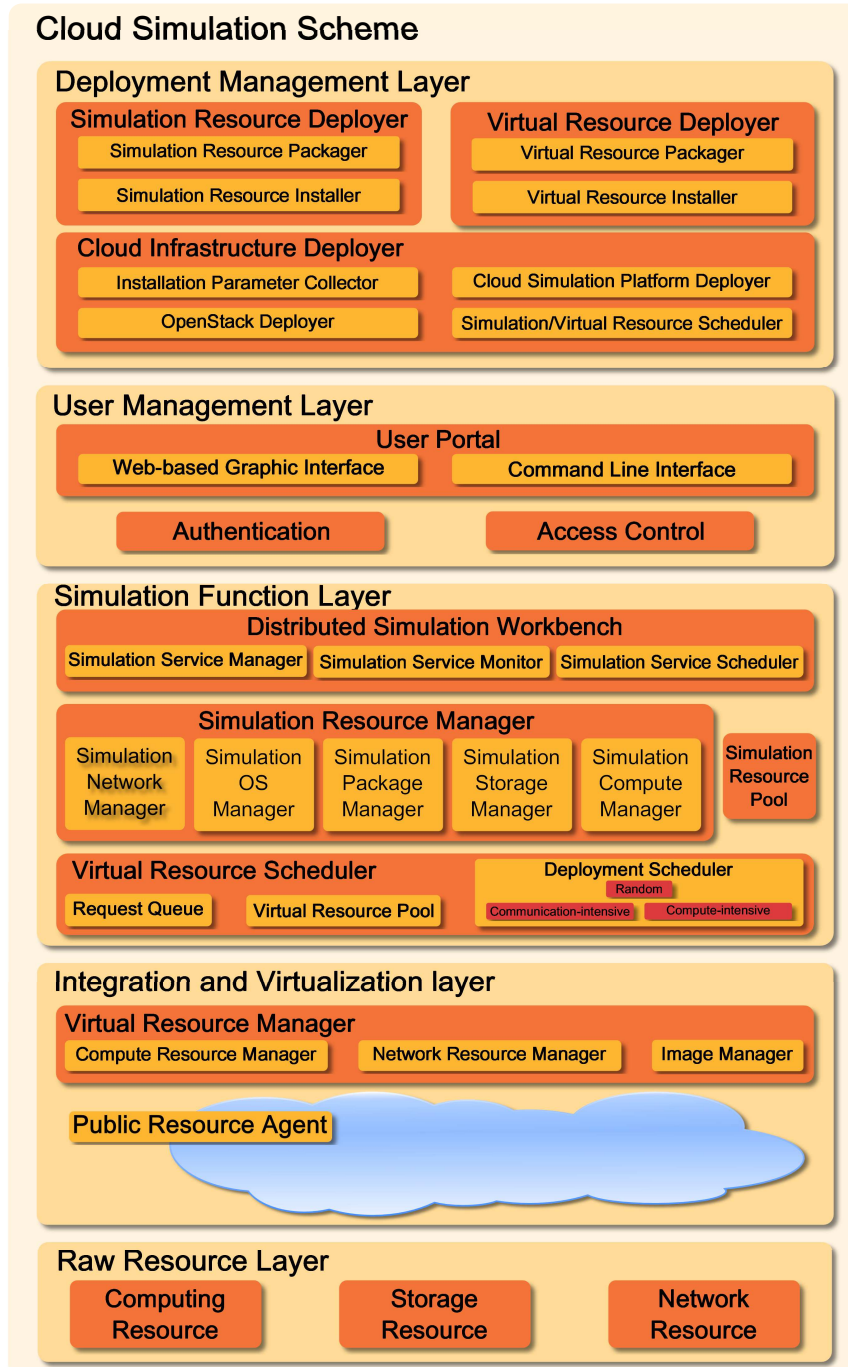 Cloud Simulation Scheme
Deployment Management Layer
Simulation Resource Deployer
Simulation Resource Packager
Simulation Resource Installer
Virtual Resource Deployer
Virtual Resource Packager
Virtual Resource Installer
Cloud Infrastructure Deployer
Installation Parameter Collector
Cloud Simulation Platform Deployer
OpenStack Deployer
Simulation/Virtual Resource Scheduler
User Management Layer
User Portal
Web-based Graphic Interface
Command Line Interface
Authentication
Access Control
Simulation Function Layer
Distributed Simulation Workbench
Simulation Service Manager
Simulation Service Monitor
Simulation Service Scheduler
Simulation Resource Manager
Simulation
Network
Manager
Simulation
OS
Manager
Simulation
Package
Manager
Simulation
Storage
Manager
Simulation
Compute
Manager
Simulation
Resource
Pool
Virtual Resource Scheduler
Request Queue
Virtual Resource Pool
Deployment Scheduler
Random
Communication-intensive
Compute-intensive
Integration and Virtualization layer
Virtual Resource Manager
Compute Resource Manager
Network Resource Manager
Image Manager
Public Resource Agent
Raw Resource Layer
Computing
Resource
Storage
Resource
Network
Resource